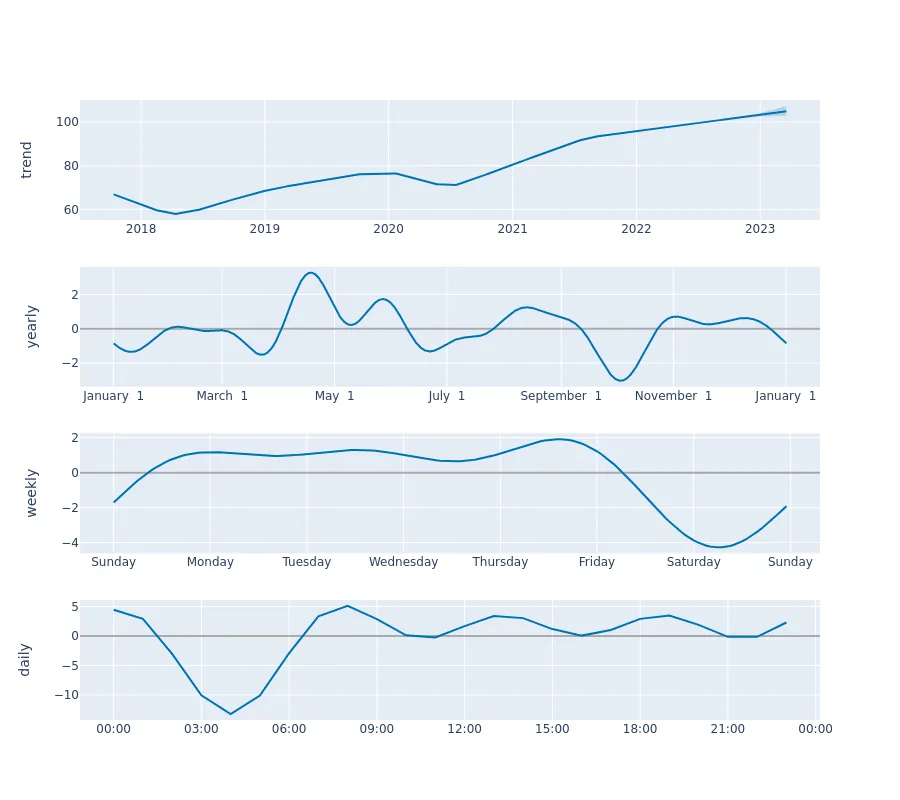 trend
100
80
60
2018 2019 2020 2021 2022 2023
yearly
2
0
−2
January 1 March 1 May 1 July 1 September 1 November 1 January 1
weekly
2
0
−2
−4
Sunday Monday Tuesday Wednesday Thursday Friday Saturday Sunday
daily
5
0
−5
−10
00:00 03:00 06:00 09:00 12:00 15:00 18:00 21:00 00:00